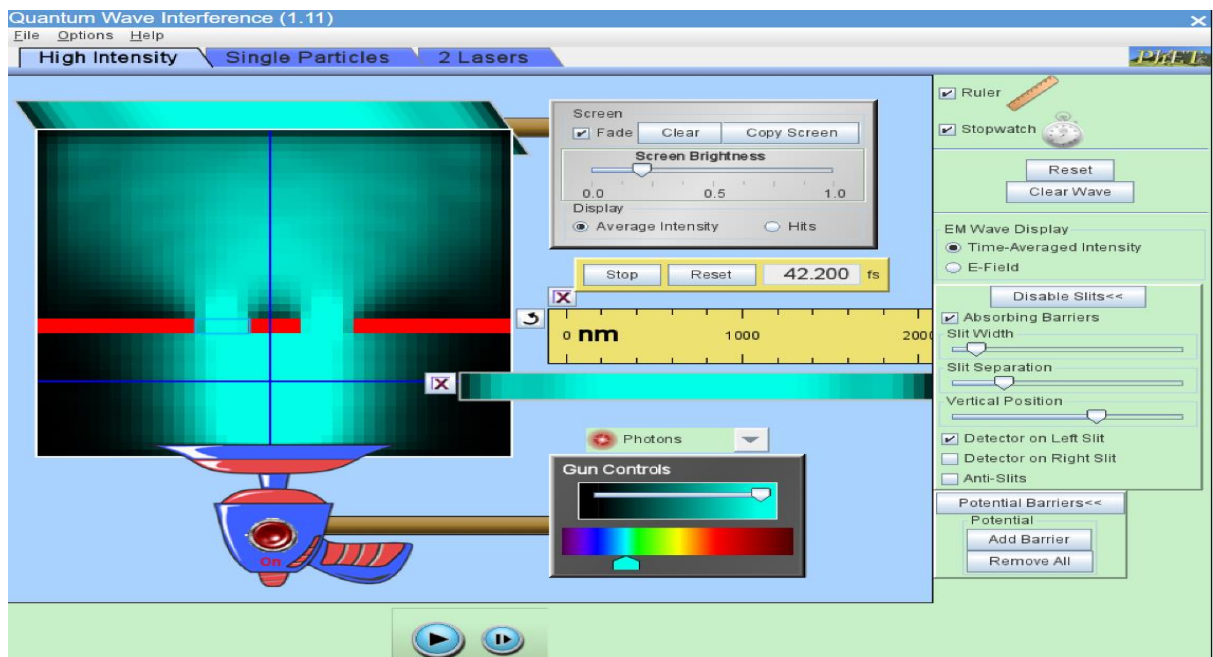 Quantum Wave Interference (1.11)
File Options Help
High Intensity Single Particles 2 Lasers
PhET
Ruler
Stopwatch
Reset
Clear Wave
EM Wave Display
Time-Averaged Intensity
E-Field
Disable Slits<<
Absorbing Barriers
Slit Width
Slit Separation
Vertical Position
Detector on Left Slit
Detector on Right Slit
Anti-Slits
Potential Barriers<<
Potential
Add Barrier
Remove All
Screen
Fade Clear Copy Screen
Screen Brightness
0.0 0.5 1.0
Display
Average Intensity Hits
Stop Reset 42.200 fs
0 nm 1000 2000
Photons
Gun Controls
On